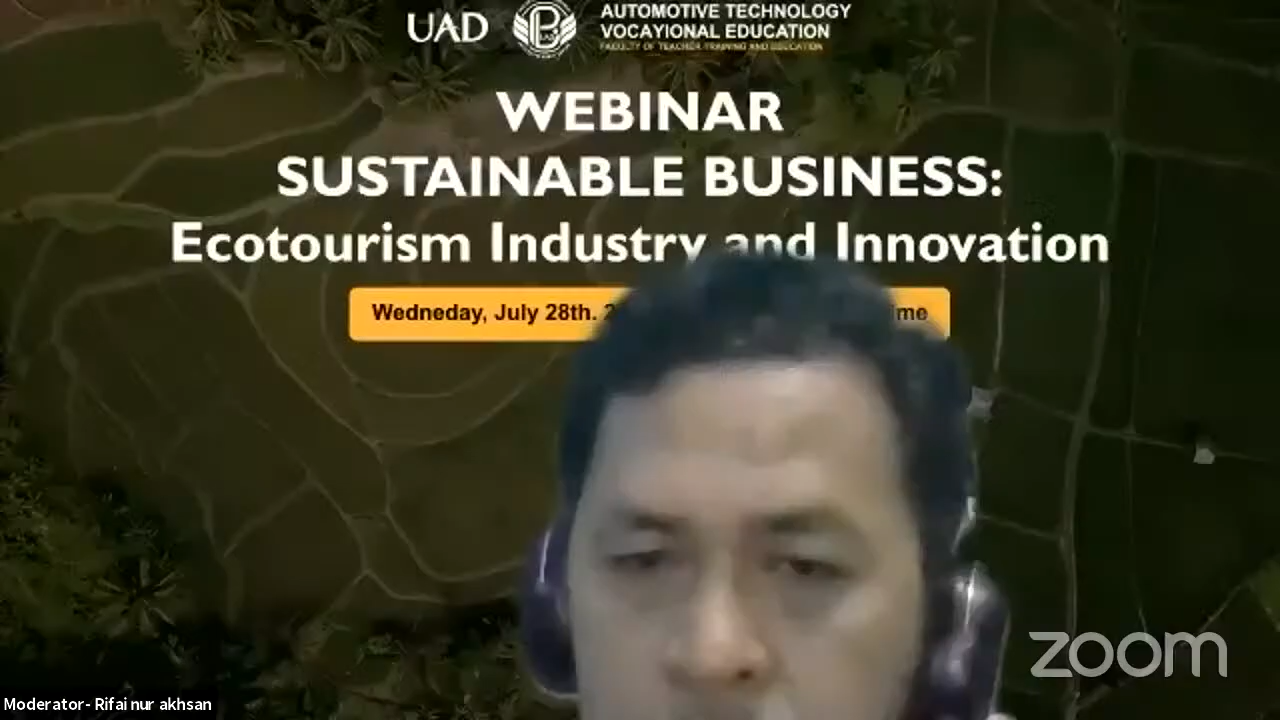 UAD
AUTOMOTIVE TECHNOLOGY
VOCAYIONAL EDUCATION
FACULTY OF TEACHER TRAINING AND EDUCATION
WEBINAR
SUSTAINABLE BUSINESS:
Ecotourism Industry and Innovation
Wedneday, July 28th.
zoom
Moderator- Rifai nur akhsan